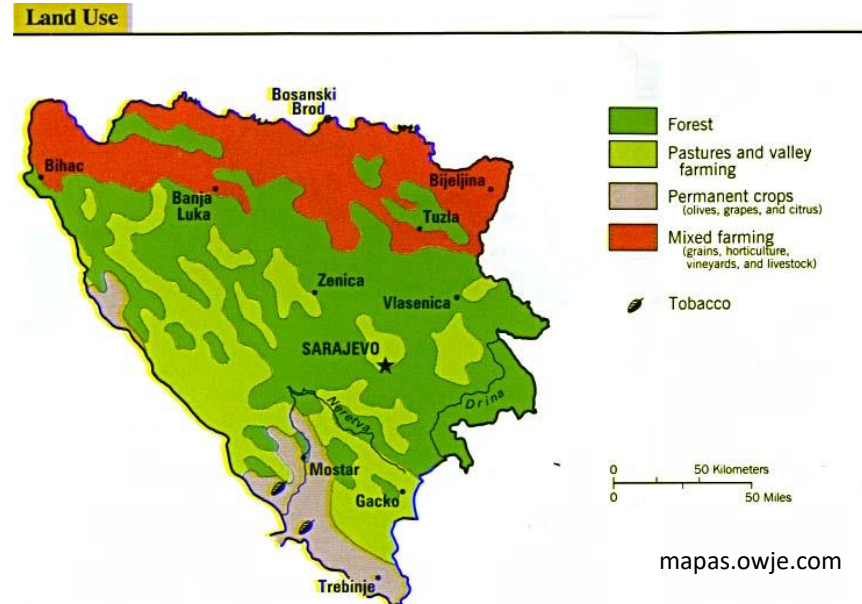 Land Use
Bosanski
Brod
Bihac
Banja
Luka
Bijeljina
Tuzla
Zenica
Vlasenica
SARAJEVO
Neretva
Drina
Mostar
Gacko
Trebinje
Forest
Pastures and valley
farming
Permanent crops
(olives, grapes, and citrus)
Mixed farming
(grains, horticulture,
vineyards, and livestock)
Tobacco
0 50 Kilometers
0 50 Miles
mapas.owje.com